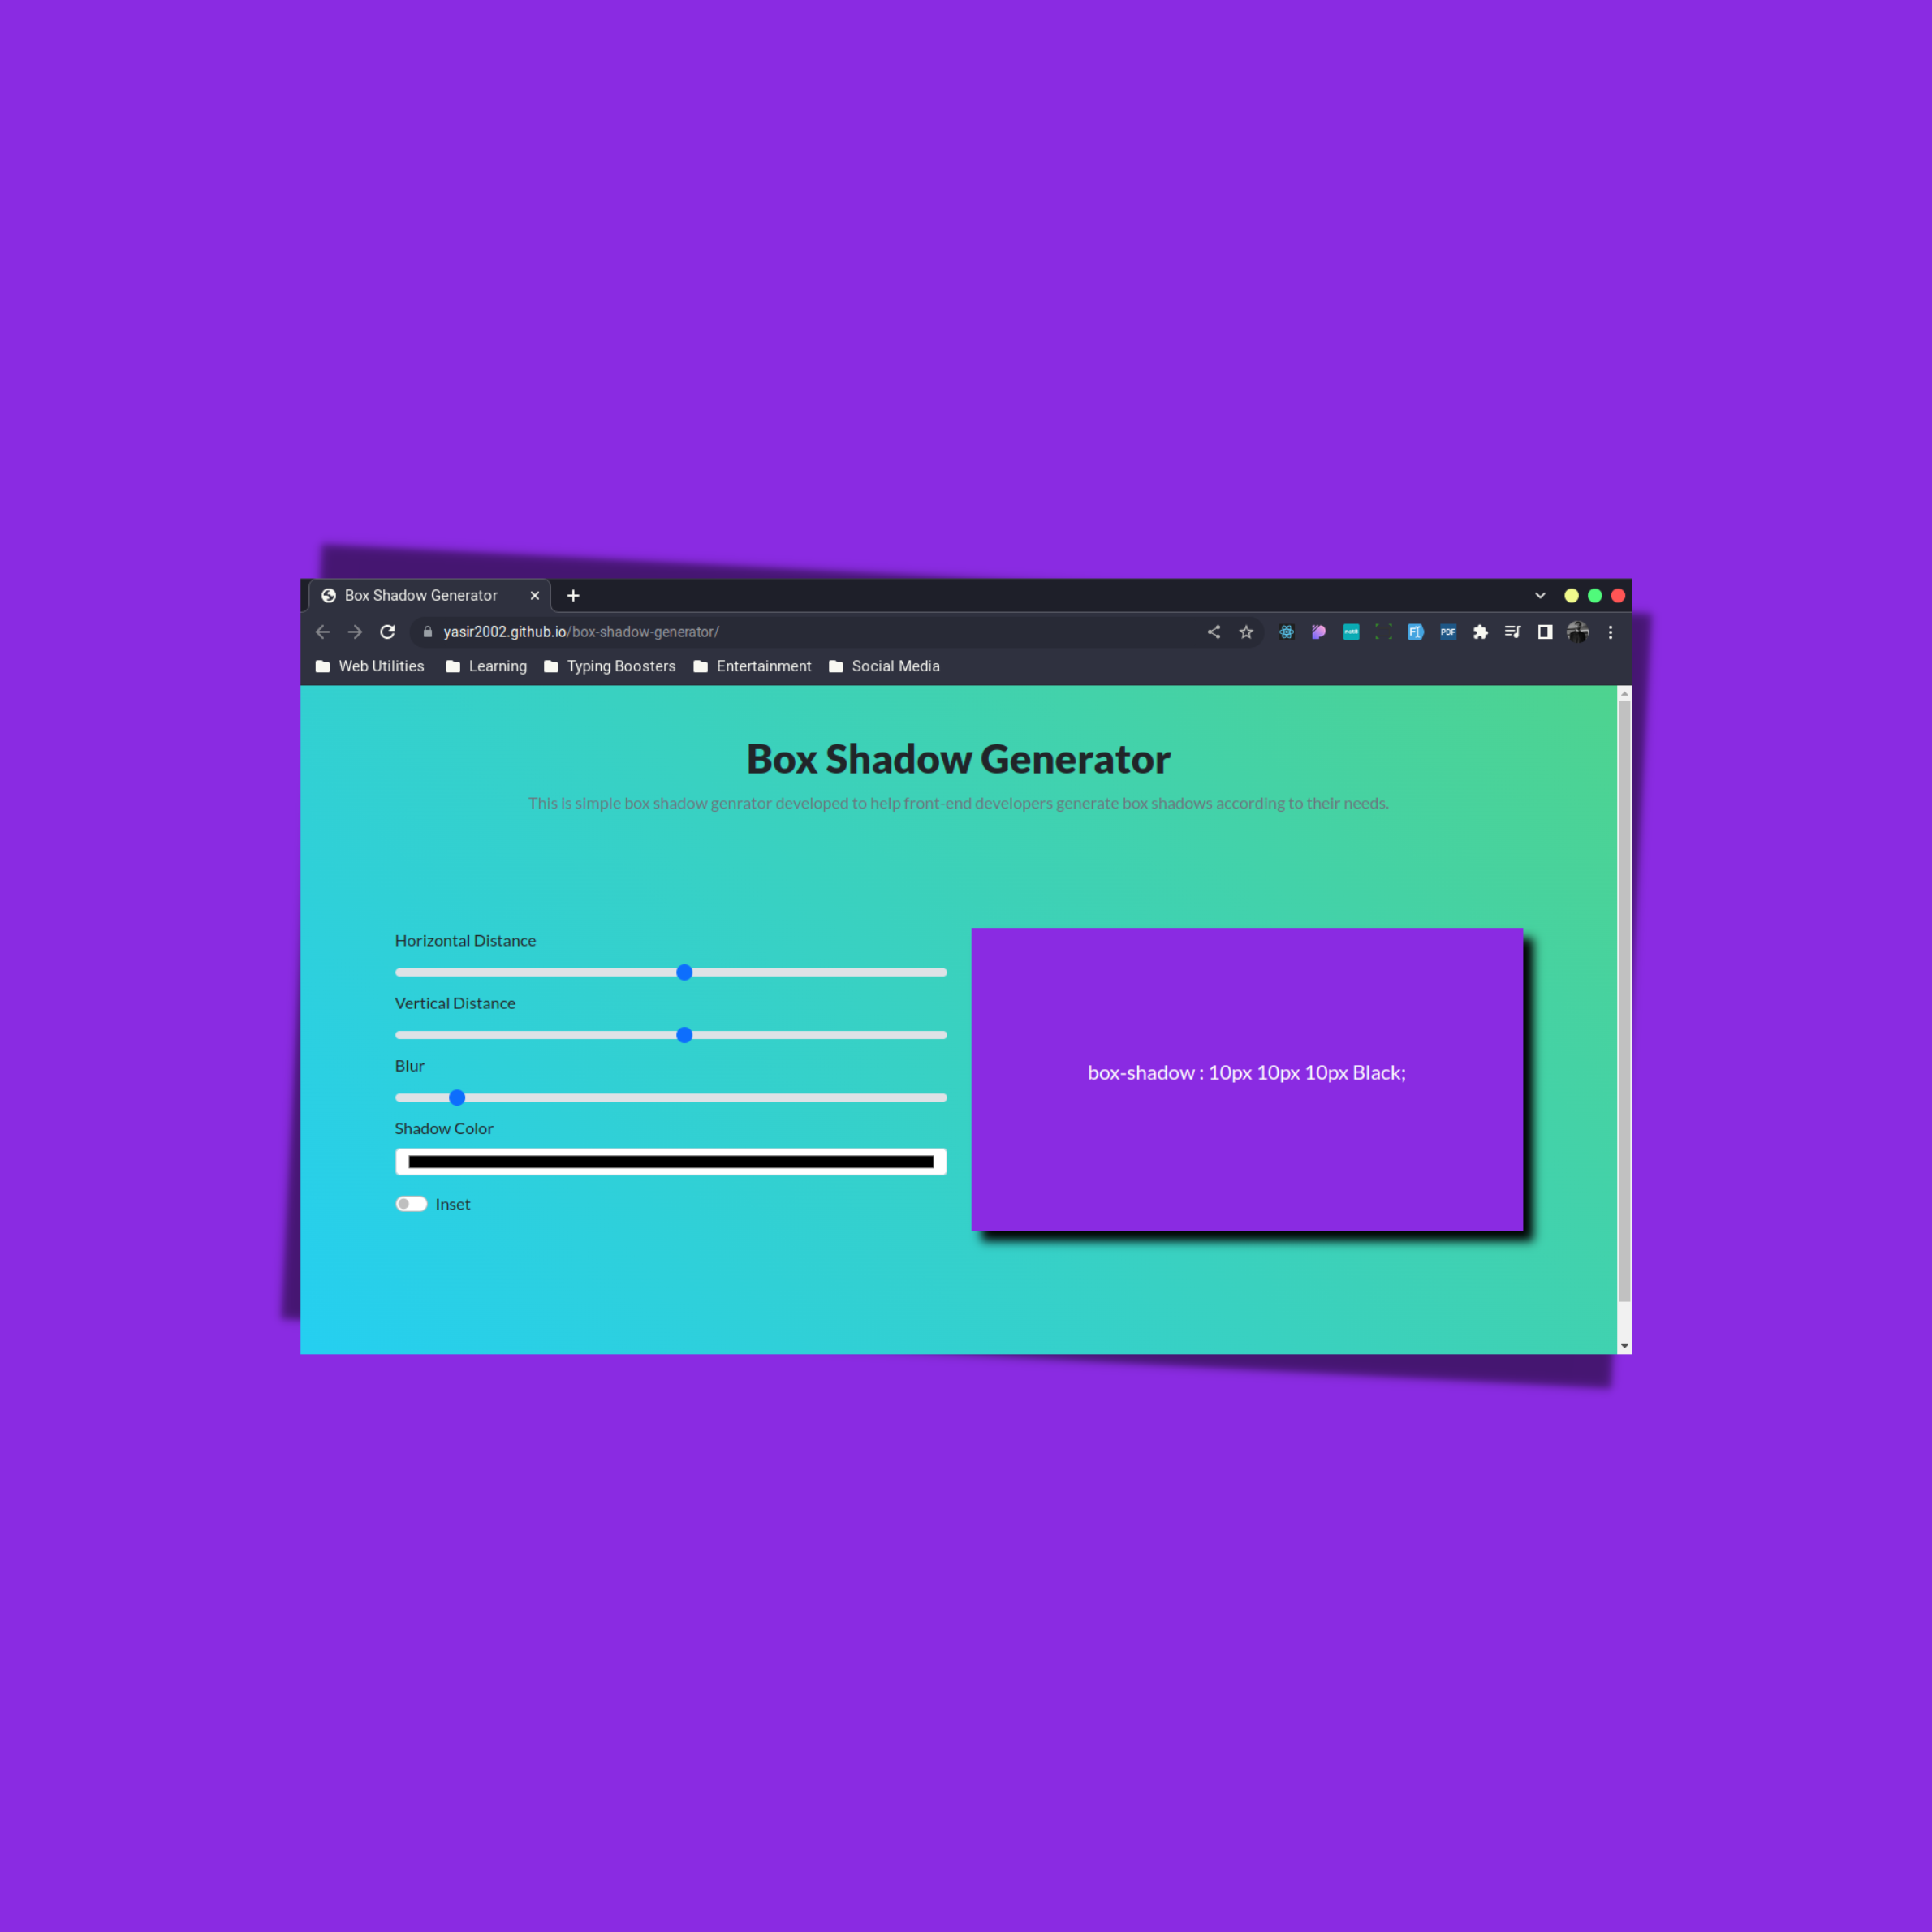 Box Shadow Generator
yasir2002.github.io/box-shadow-generator/
PDF
Web Utilities Learning Typing Boosters Entertainment Social Media
Box Shadow Generator
This is simple box shadow genrator developed to help front-end developers generate box shadows according to their needs.
Horizontal Distance
Vertical Distance
Blur
Shadow Color
Inset
box-shadow : 10px 10px 10px Black;